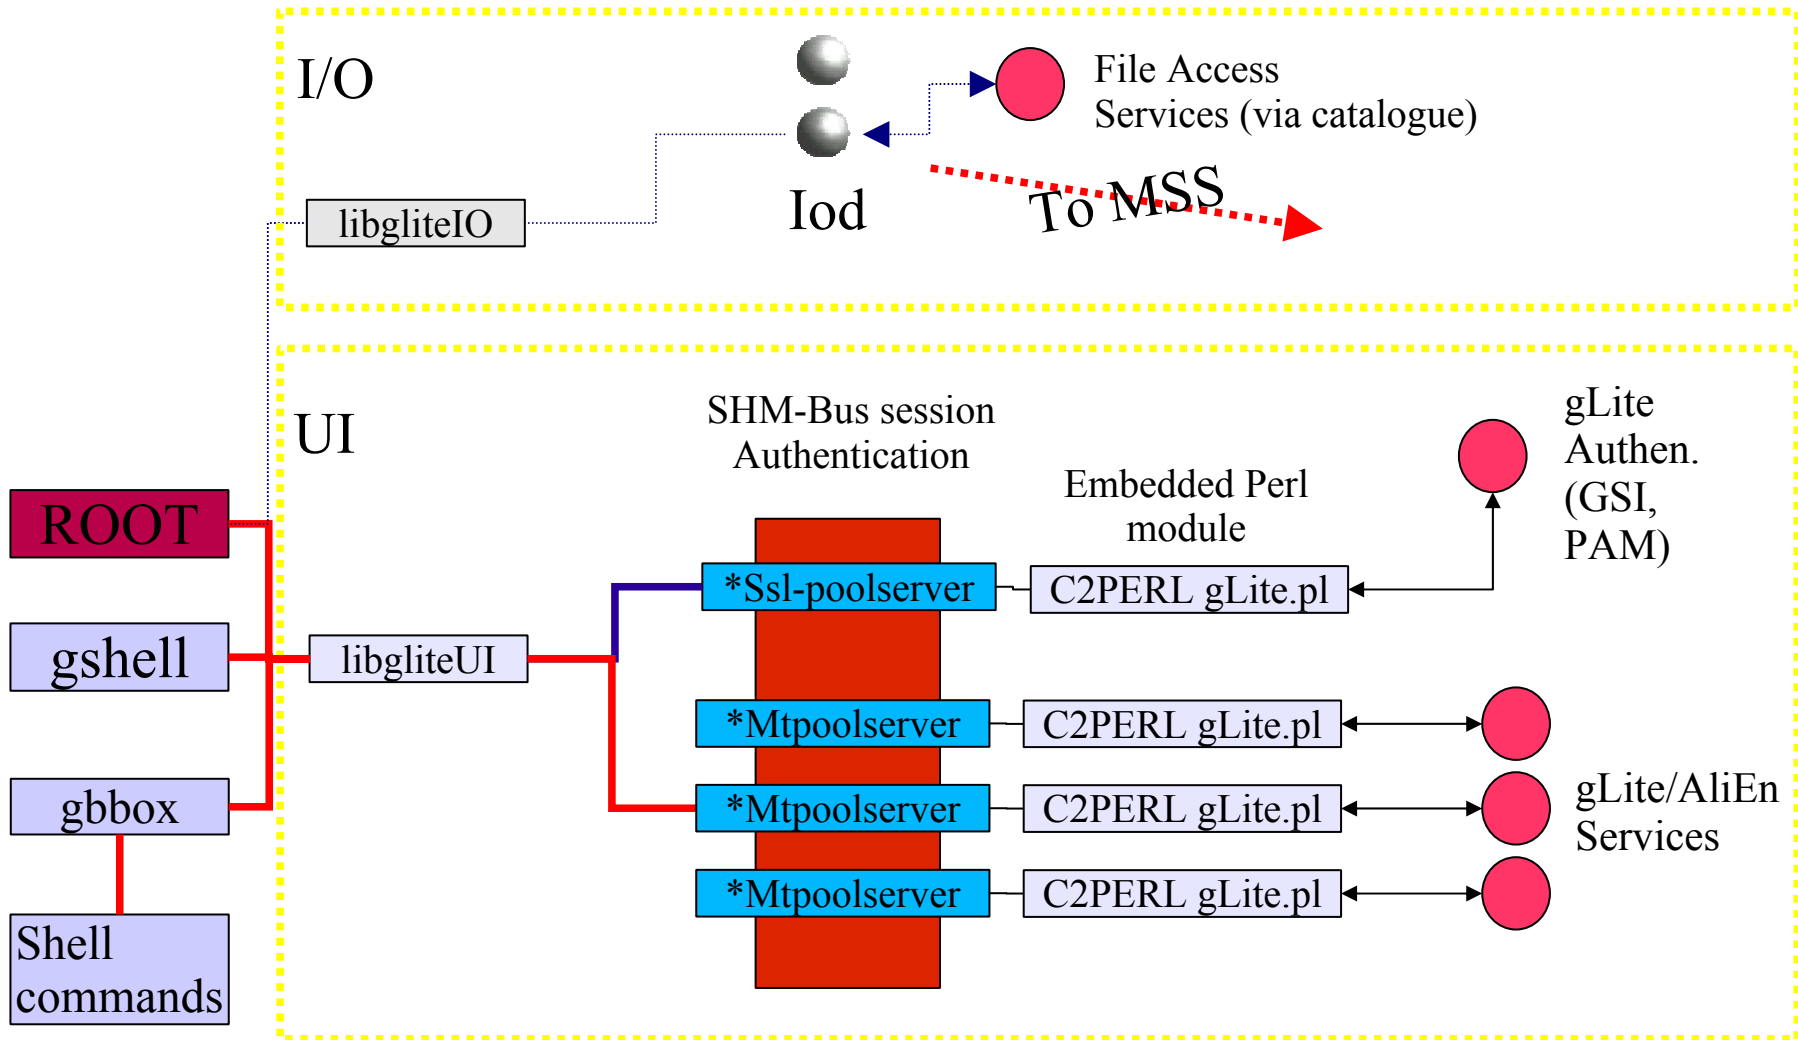 I/O
File Access
Services (via catalogue)
To MSS
Iod
libgliteIO
UI
SHM-Bus session
Authentication
Embedded Perl
module
gLite
Authen.
(GSI,
PAM)
ROOT
*Ssl-poolserver
C2PERL gLite.pl
gshell
libgliteUI
*Mtpoolserver
C2PERL gLite.pl
gbbox
*Mtpoolserver
C2PERL gLite.pl
gLite/AliEn
Services
*Mtpoolserver
C2PERL gLite.pl
Shell
commands